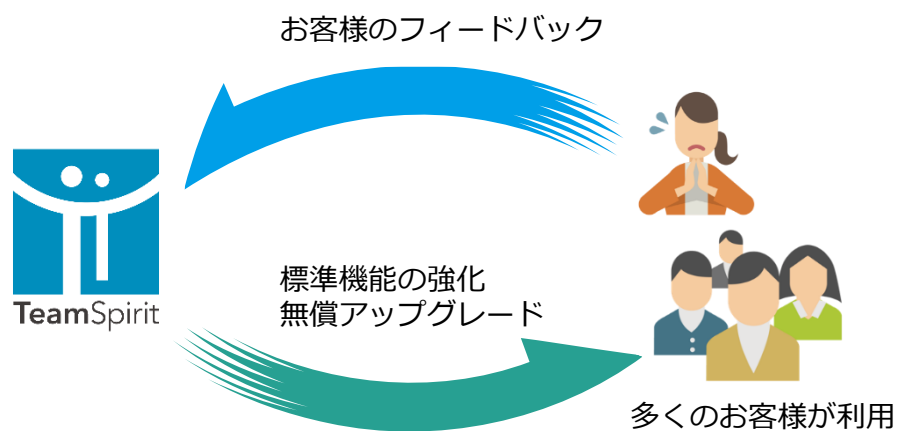 お客様のフィードバック
標準機能の強化
無償アップグレード
TeamSpirit
多くのお客様が利用